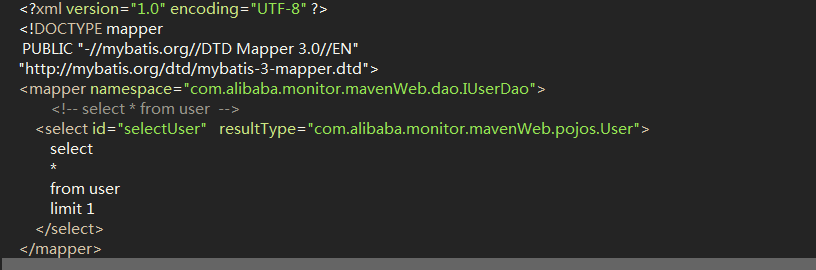 <?xml version="1.0" encoding="UTF-8" ?>
<!DOCTYPE mapper
PUBLIC "-//mybatis.org//DTD Mapper 3.0//EN"
"http://mybatis.org/dtd/mybatis-3-mapper.dtd">
<mapper namespace="com.alibaba.monitor.mavenWeb.dao.IUserDao">
<!-- select * from user  -->
<select id="selectUser"   resultType="com.alibaba.monitor.mavenWeb.pojos.User">
select
*
from user
limit 1
</select>
</mapper>